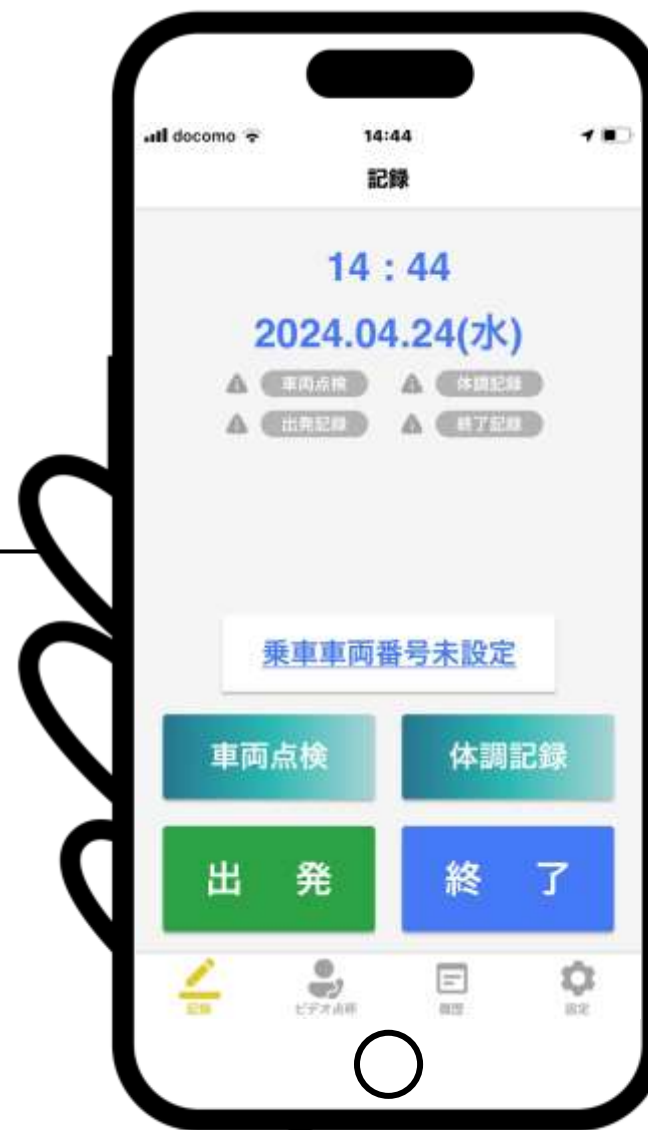 docomo 14:44
記録
14 : 44
2024.04.24(水)
車両点検 体調記録
出発記録 終了記録
乗車車両番号未設定
車両点検 体調記録
出 発 終 了
記録 ビデオ点呼 履歴 設定